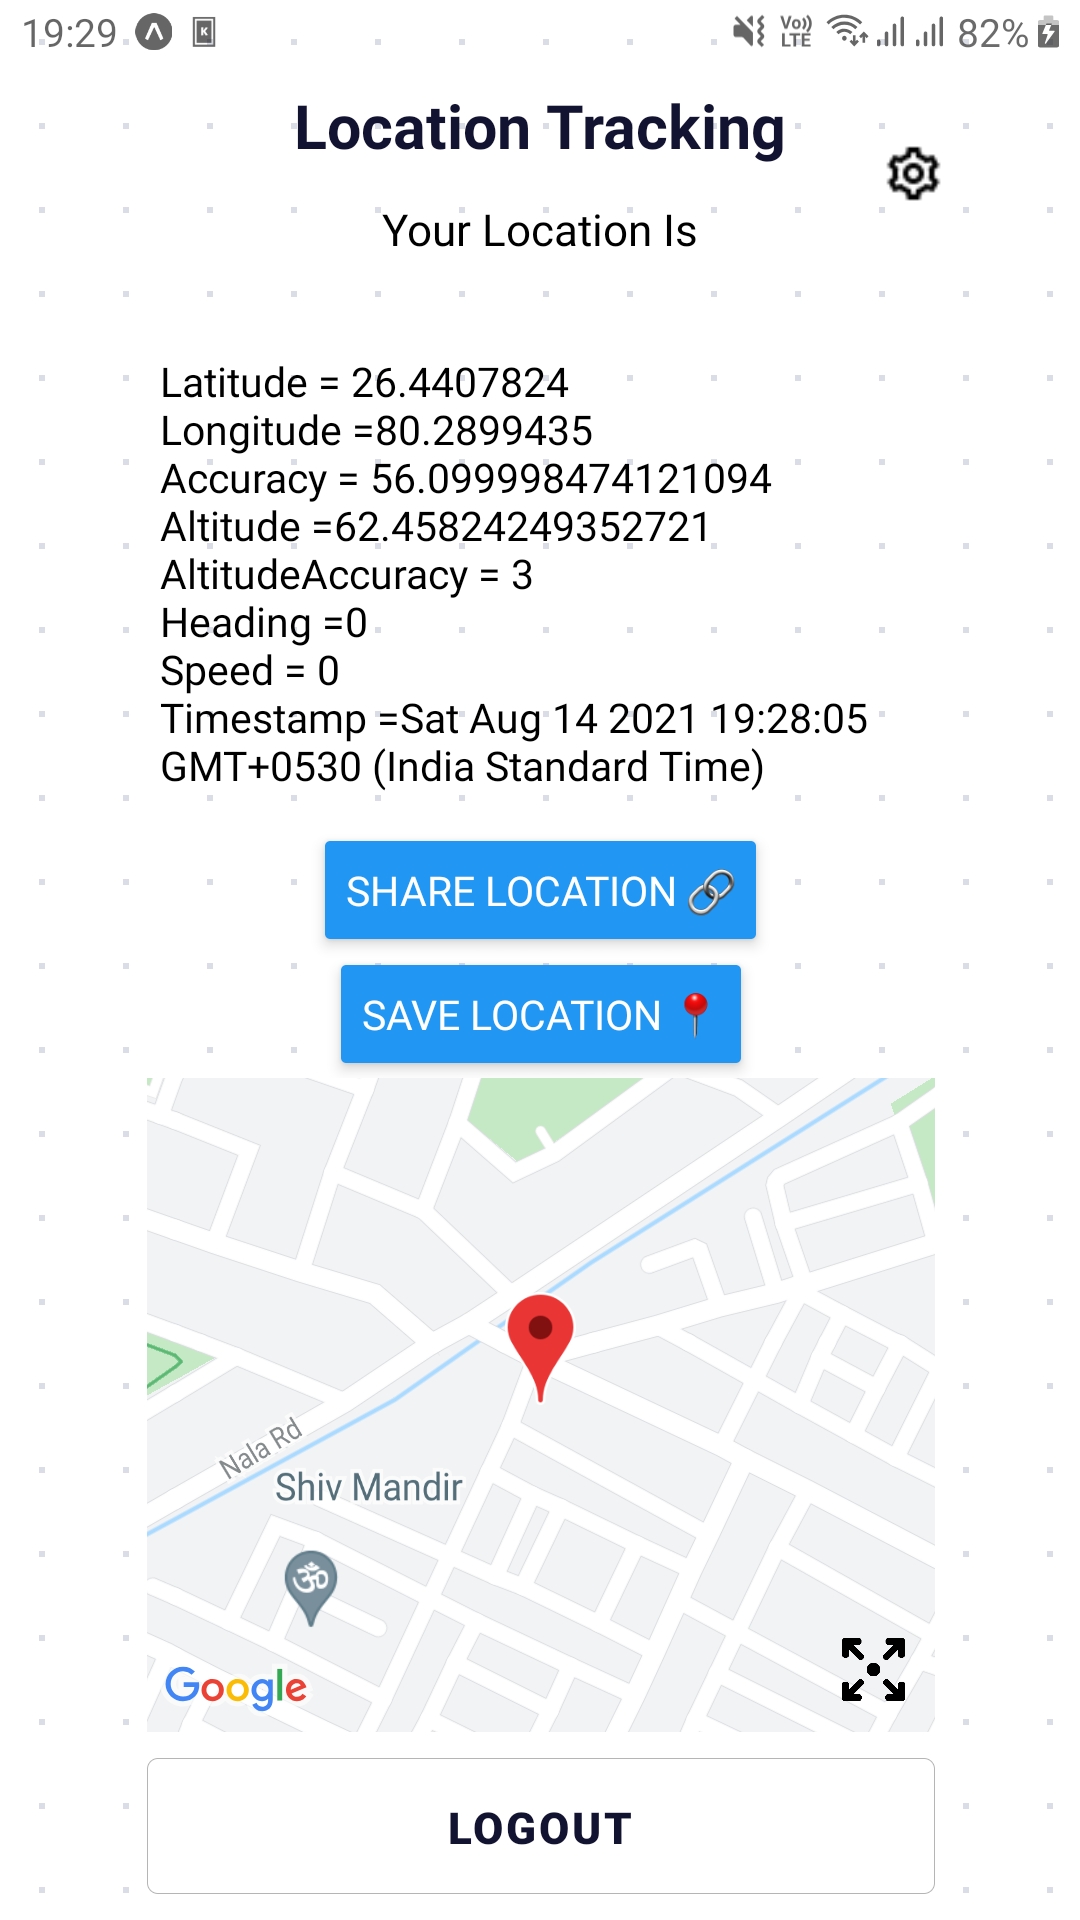 19:29
Vo)) LTE
82%
Location Tracking
Your Location Is
Latitude = 26.4407824
Longitude =80.2899435
Accuracy = 56.099998474121094
Altitude =62.45824249352721
AltitudeAccuracy = 3
Heading =0
Speed = 0
Timestamp =Sat Aug 14 2021 19:28:05
GMT+0530 (India Standard Time)
SHARE LOCATION 🔗
SAVE LOCATION 📍
Nala Rd
Shiv Mandir
ॐ
Google
LOGOUT